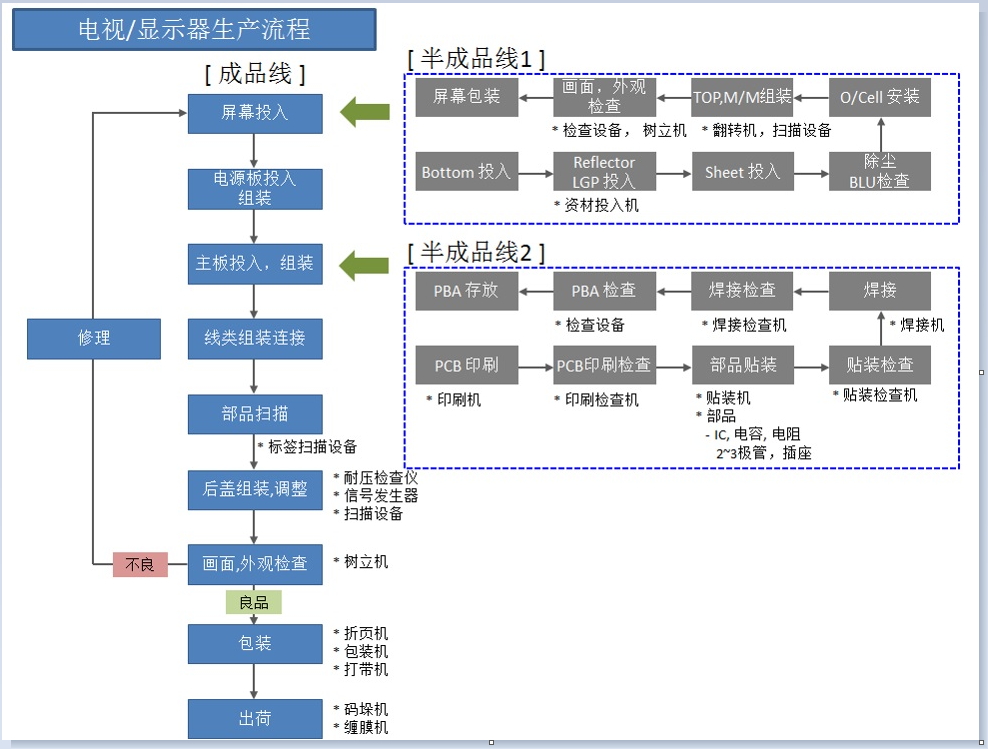 电视/显示器生产流程
[ 成品线 ]
屏幕投入
电源板投入
组装
主板投入，组装
线类组装连接
修理
部品扫描
* 标签扫描设备
后盖组装,调整
* 耐压检查仪
* 信号发生器
* 扫描设备
画面,外观检查
* 树立机
不良
良品
包装
* 折页机
* 包装机
* 打带机
出荷
* 码垛机
* 缠膜机
[ 半成品线1 ]
屏幕包装
画面，外观
检查
TOP,M/M组装
O/Cell 安装
* 检查设备， 树立机
* 翻转机，扫描设备
Bottom 投入
Reflector
LGP 投入
Sheet 投入
除尘
BLU检查
* 资材投入机
[ 半成品线2 ]
PBA 存放
PBA 检查
焊接检查
焊接
* 检查设备
* 焊接检查机
* 焊接机
PCB 印刷
PCB印刷检查
部品贴装
贴装检查
* 印刷机
* 印刷检查机
* 贴装机
* 部品
- IC, 电容, 电阻
2~3极管，插座
* 贴装检查机